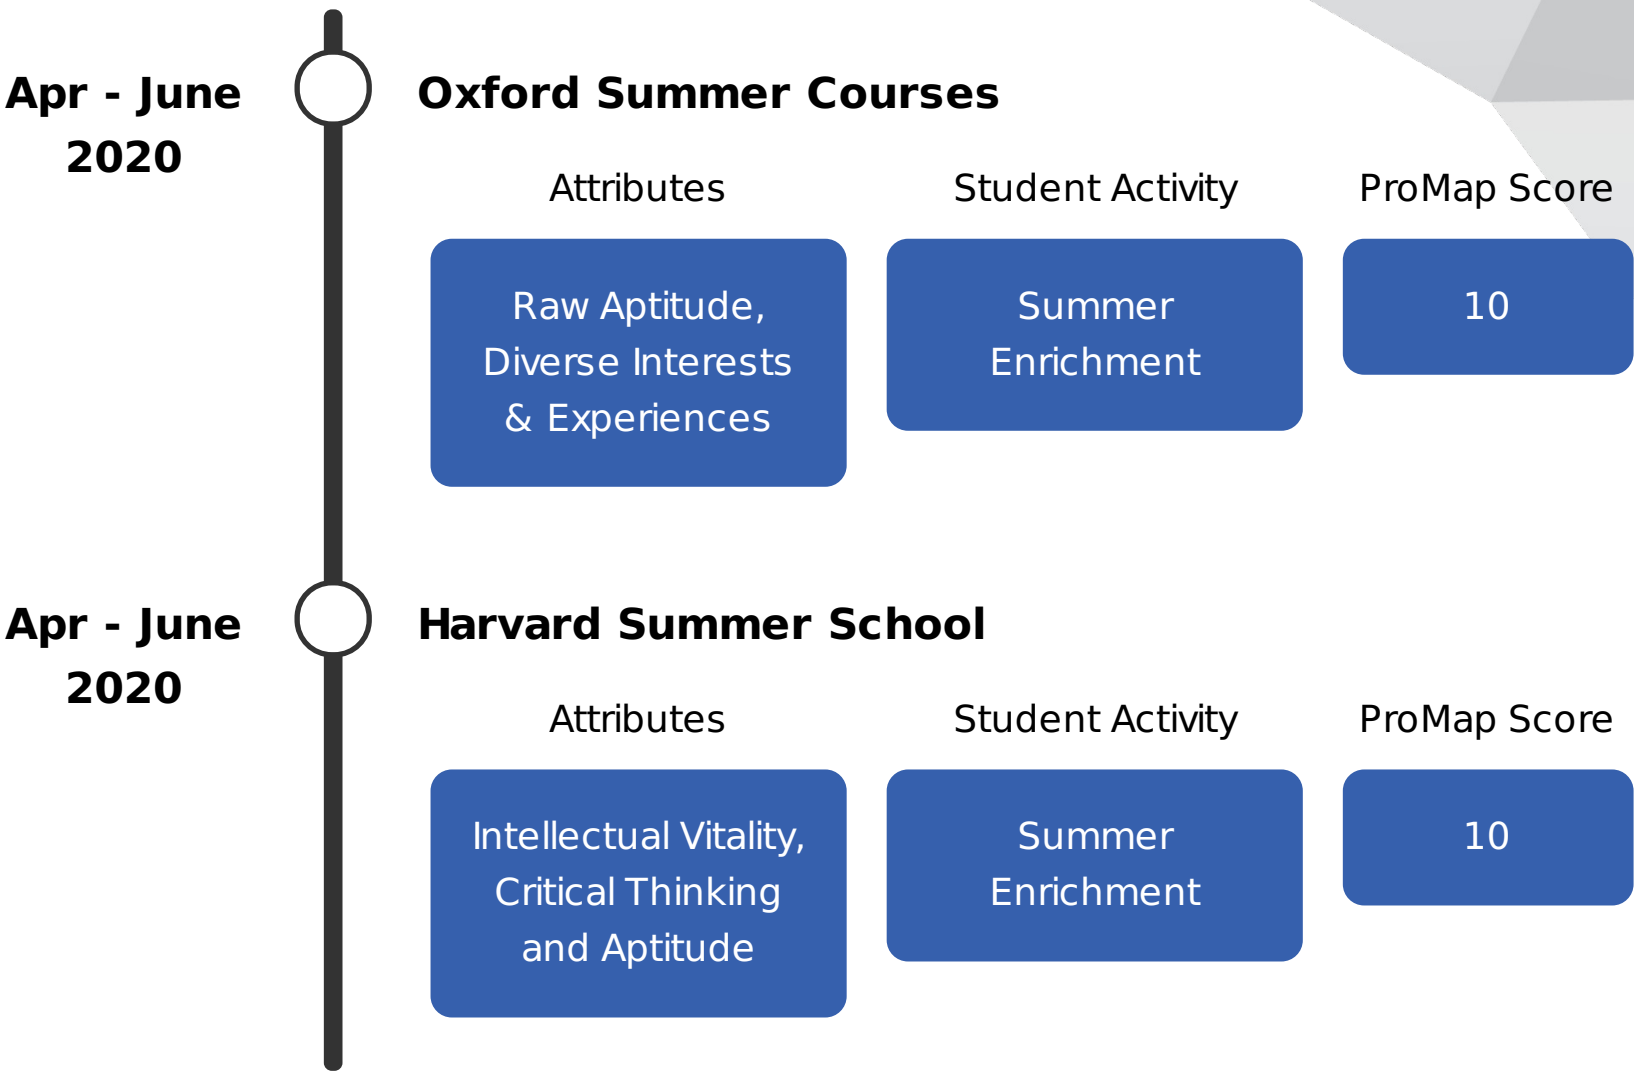 Apr - June
2020
Oxford Summer Courses
Attributes
Student Activity
ProMap Score
Raw Aptitude,
Diverse Interests
& Experiences
Summer
Enrichment
10
Apr - June
2020
Harvard Summer School
Attributes
Student Activity
ProMap Score
Intellectual Vitality,
Critical Thinking
and Aptitude
Summer
Enrichment
10